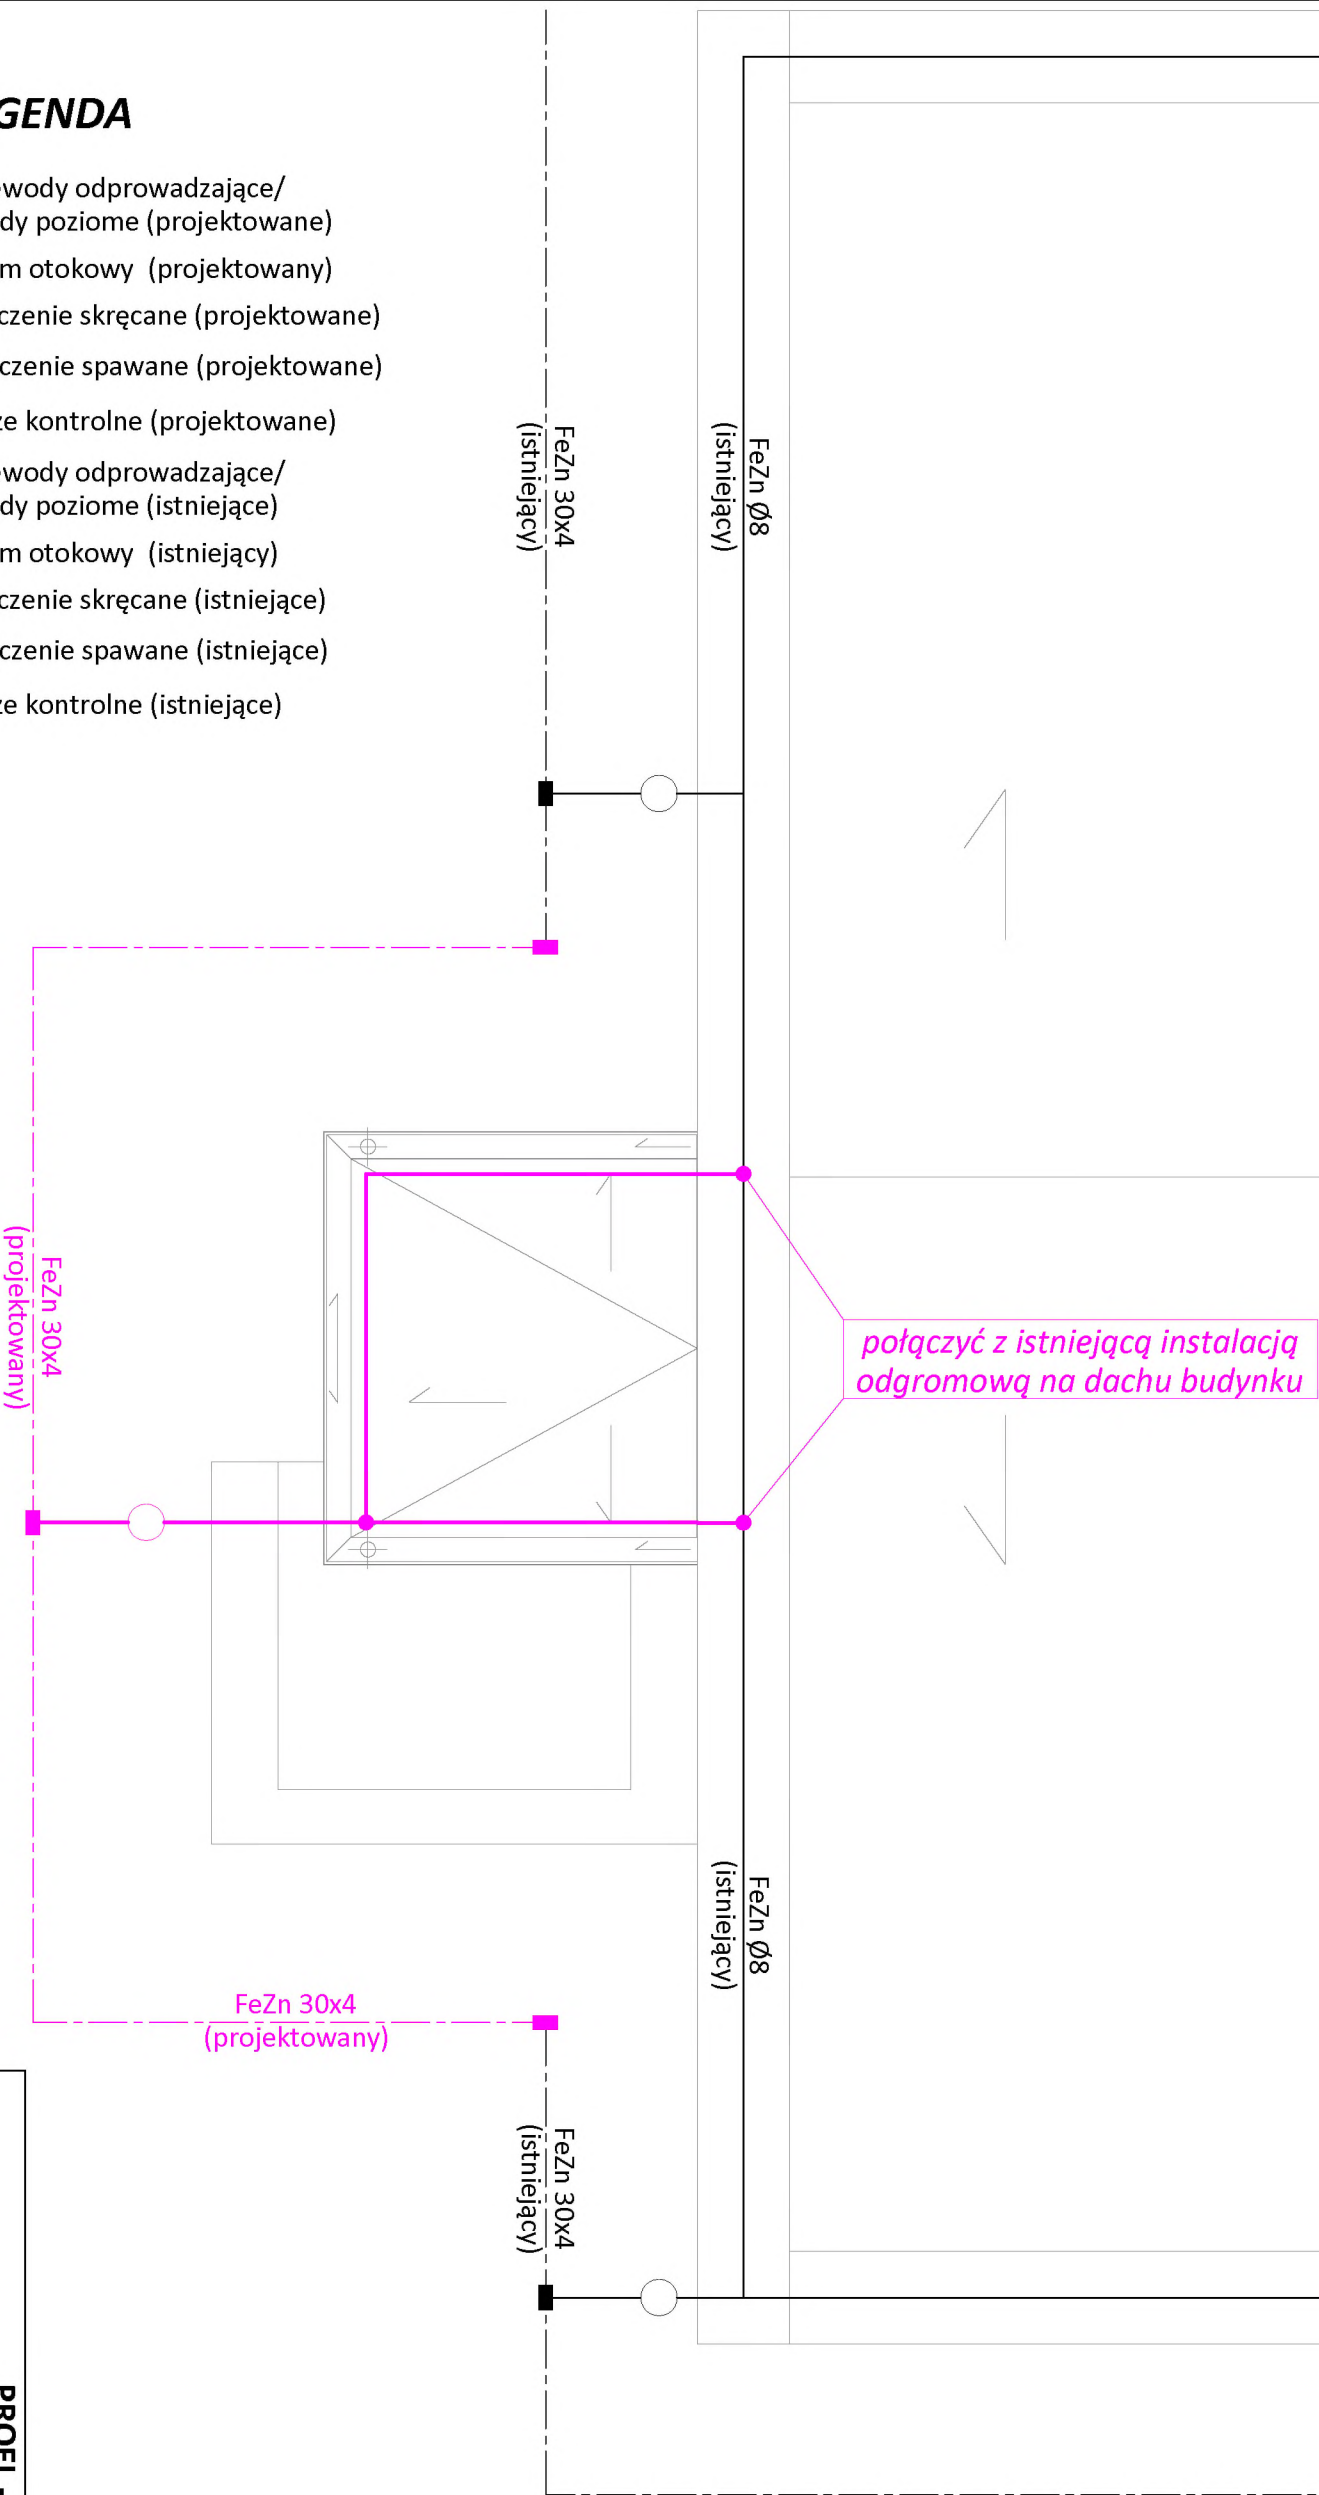 GENDA
wody odprowadzające/
dy poziome (projektowane)
m otokowy (projektowany)
czenie skręcane (projektowane)
czenie spawane (projektowane)
ze kontrolne (projektowane)
wody odprowadzające/
dy poziome (istniejące)
m otokowy (istniejący)
czenie skręcane (istniejące)
czenie spawane (istniejące)
ze kontrolne (istniejące)
FeZn 30x4
(istniejący)
FeZn Ø8
(istniejący)
FeZn 30x4
(projektowany)
połączyć z istniejącą instalacją
odgromową na dachu budynku
FeZn Ø8
(istniejący)
FeZn 30x4
(projektowany)
FeZn 30x4
(istniejący)